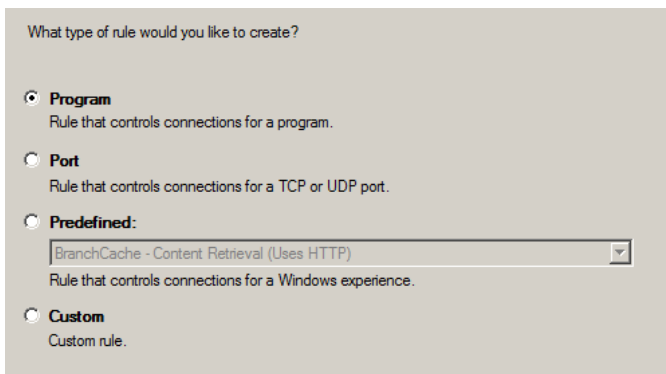 What type of rule would you like to create?
Program
Rule that controls connections for a program.
Port
Rule that controls connections for a TCP or UDP port.
Predefined:
BranchCache - Content Retrieval (Uses HTTP)
Rule that controls connections for a Windows experience.
Custom
Custom rule.